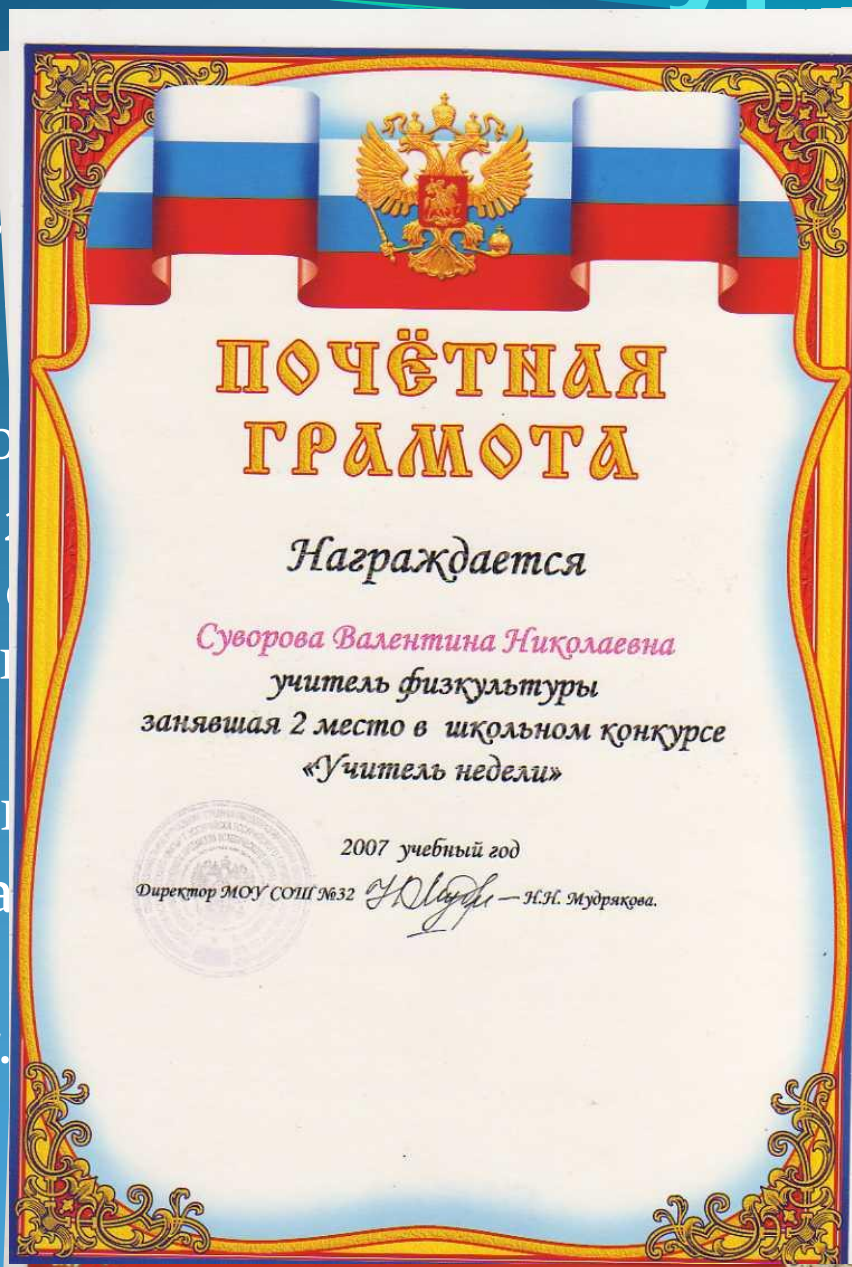 ПОЧЁТНАЯ
ГРАМОТА
Награждается
Суворова Валентина Николаевна
учитель физкультуры
занявшая 2 место в школьном конкурсе
«Учитель недели»
2007 учебный год
Директор МОУ СОШ №32 — Н.Н. Мудрякова.